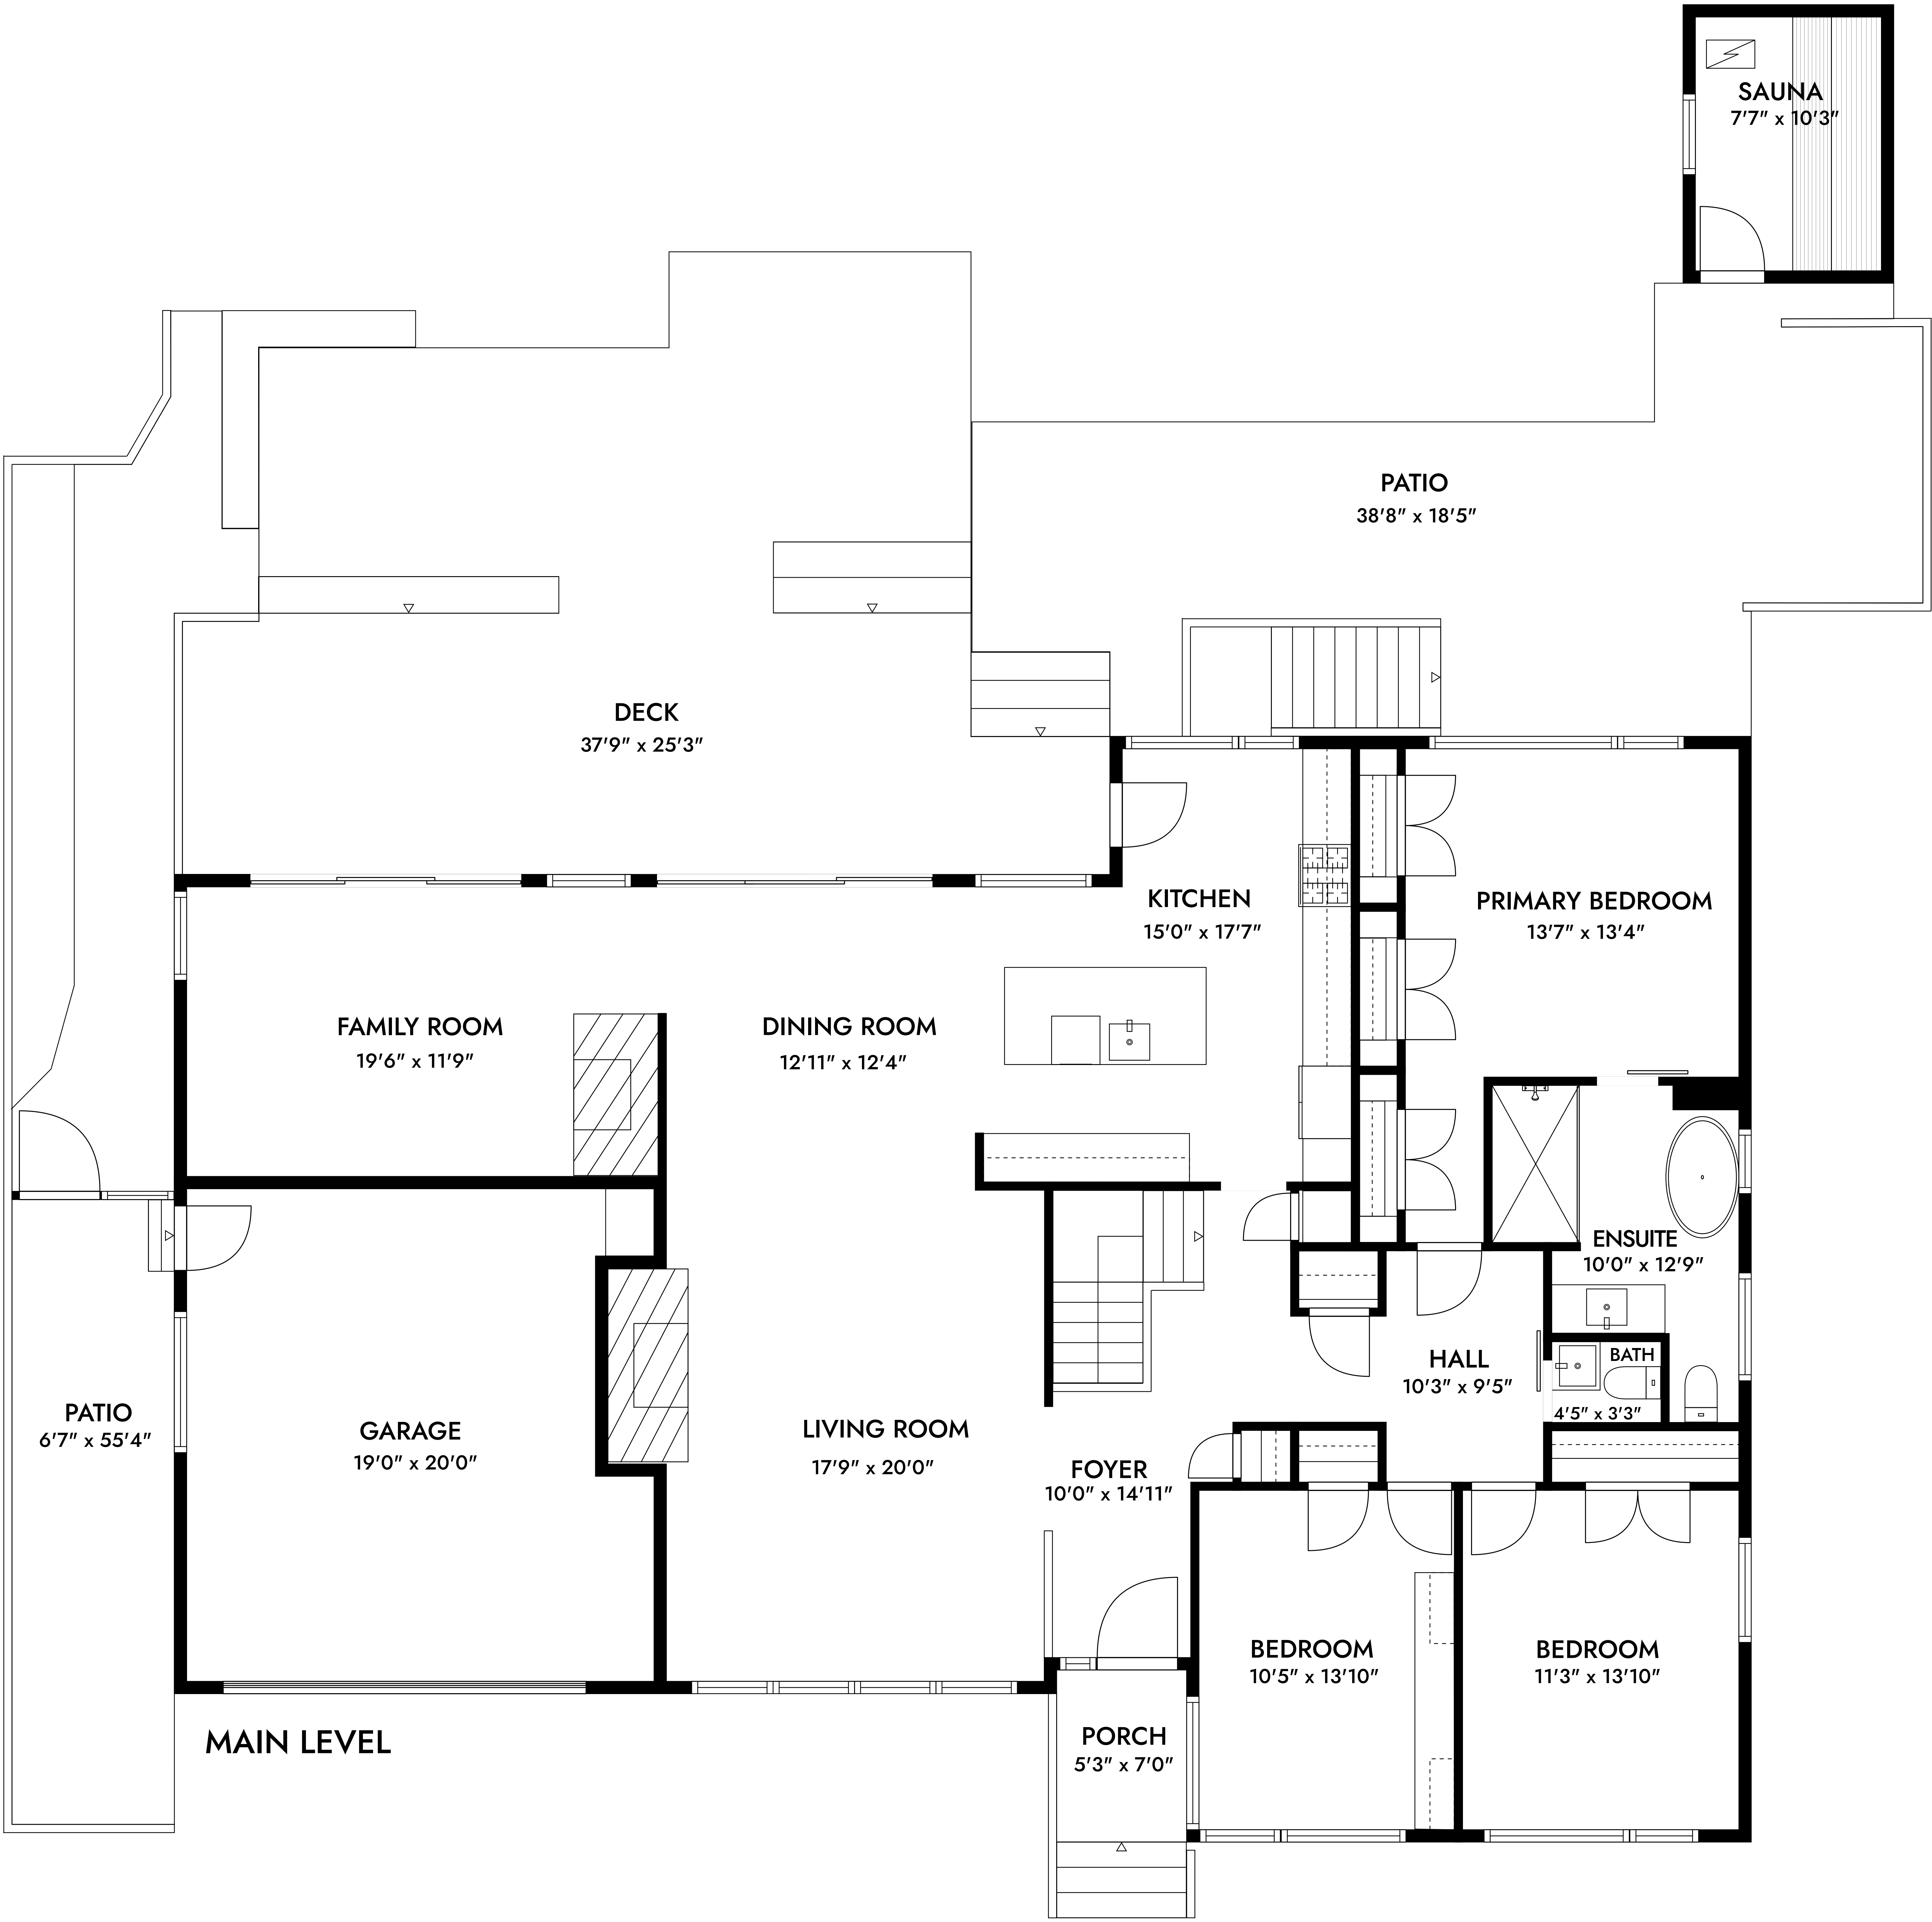 SAUNA
7'7" x 10'3"
PATIO
38'8" x 18'5"
DECK
37'9" x 25'3"
KITCHEN
15'0" x 17'7"
PRIMARY BEDROOM
13'7" x 13'4"
FAMILY ROOM
19'6" x 11'9"
DINING ROOM
12'11" x 12'4"
ENSUITE
10'0" x 12'9"
HALL
10'3" x 9'5"
BATH
4'5" x 3'3"
PATIO
6'7" x 55'4"
GARAGE
19'0" x 20'0"
LIVING ROOM
17'9" x 20'0"
FOYER
10'0" x 14'11"
BEDROOM
10'5" x 13'10"
BEDROOM
11'3" x 13'10"
PORCH
5'3" x 7'0"
MAIN LEVEL